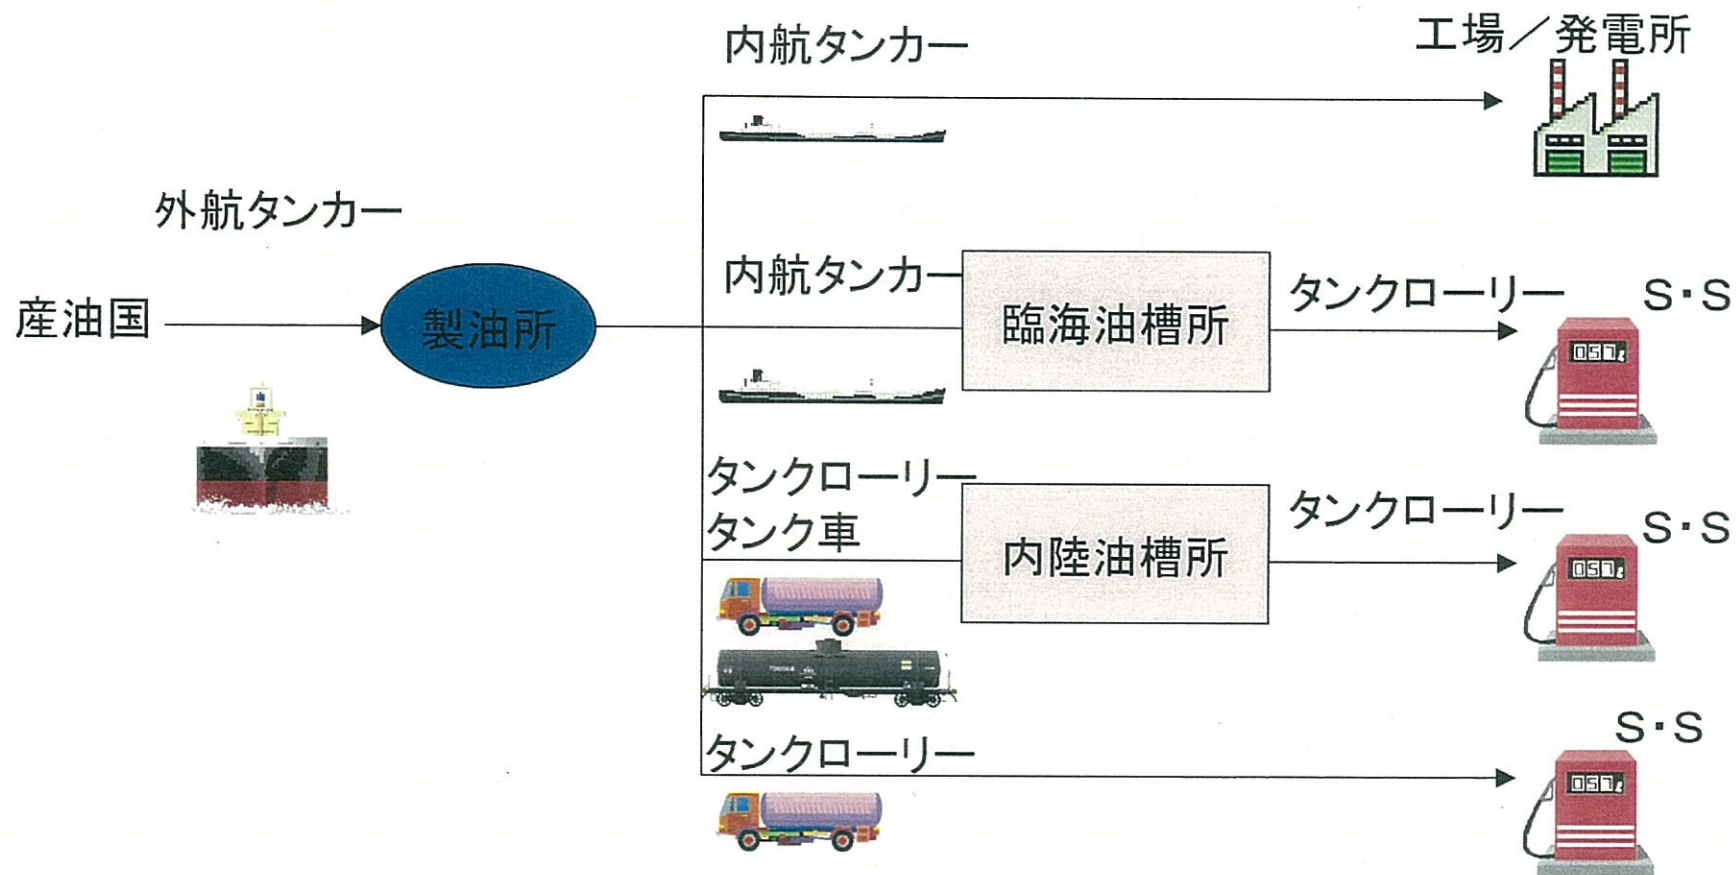 内航タンカー
工場／発電所
外航タンカー
産油国
製油所
内航タンカー
臨海油槽所
タンクローリー
S・S
タンクローリー
タンク車
内陸油槽所
タンクローリー
S・S
タンクローリー
S・S